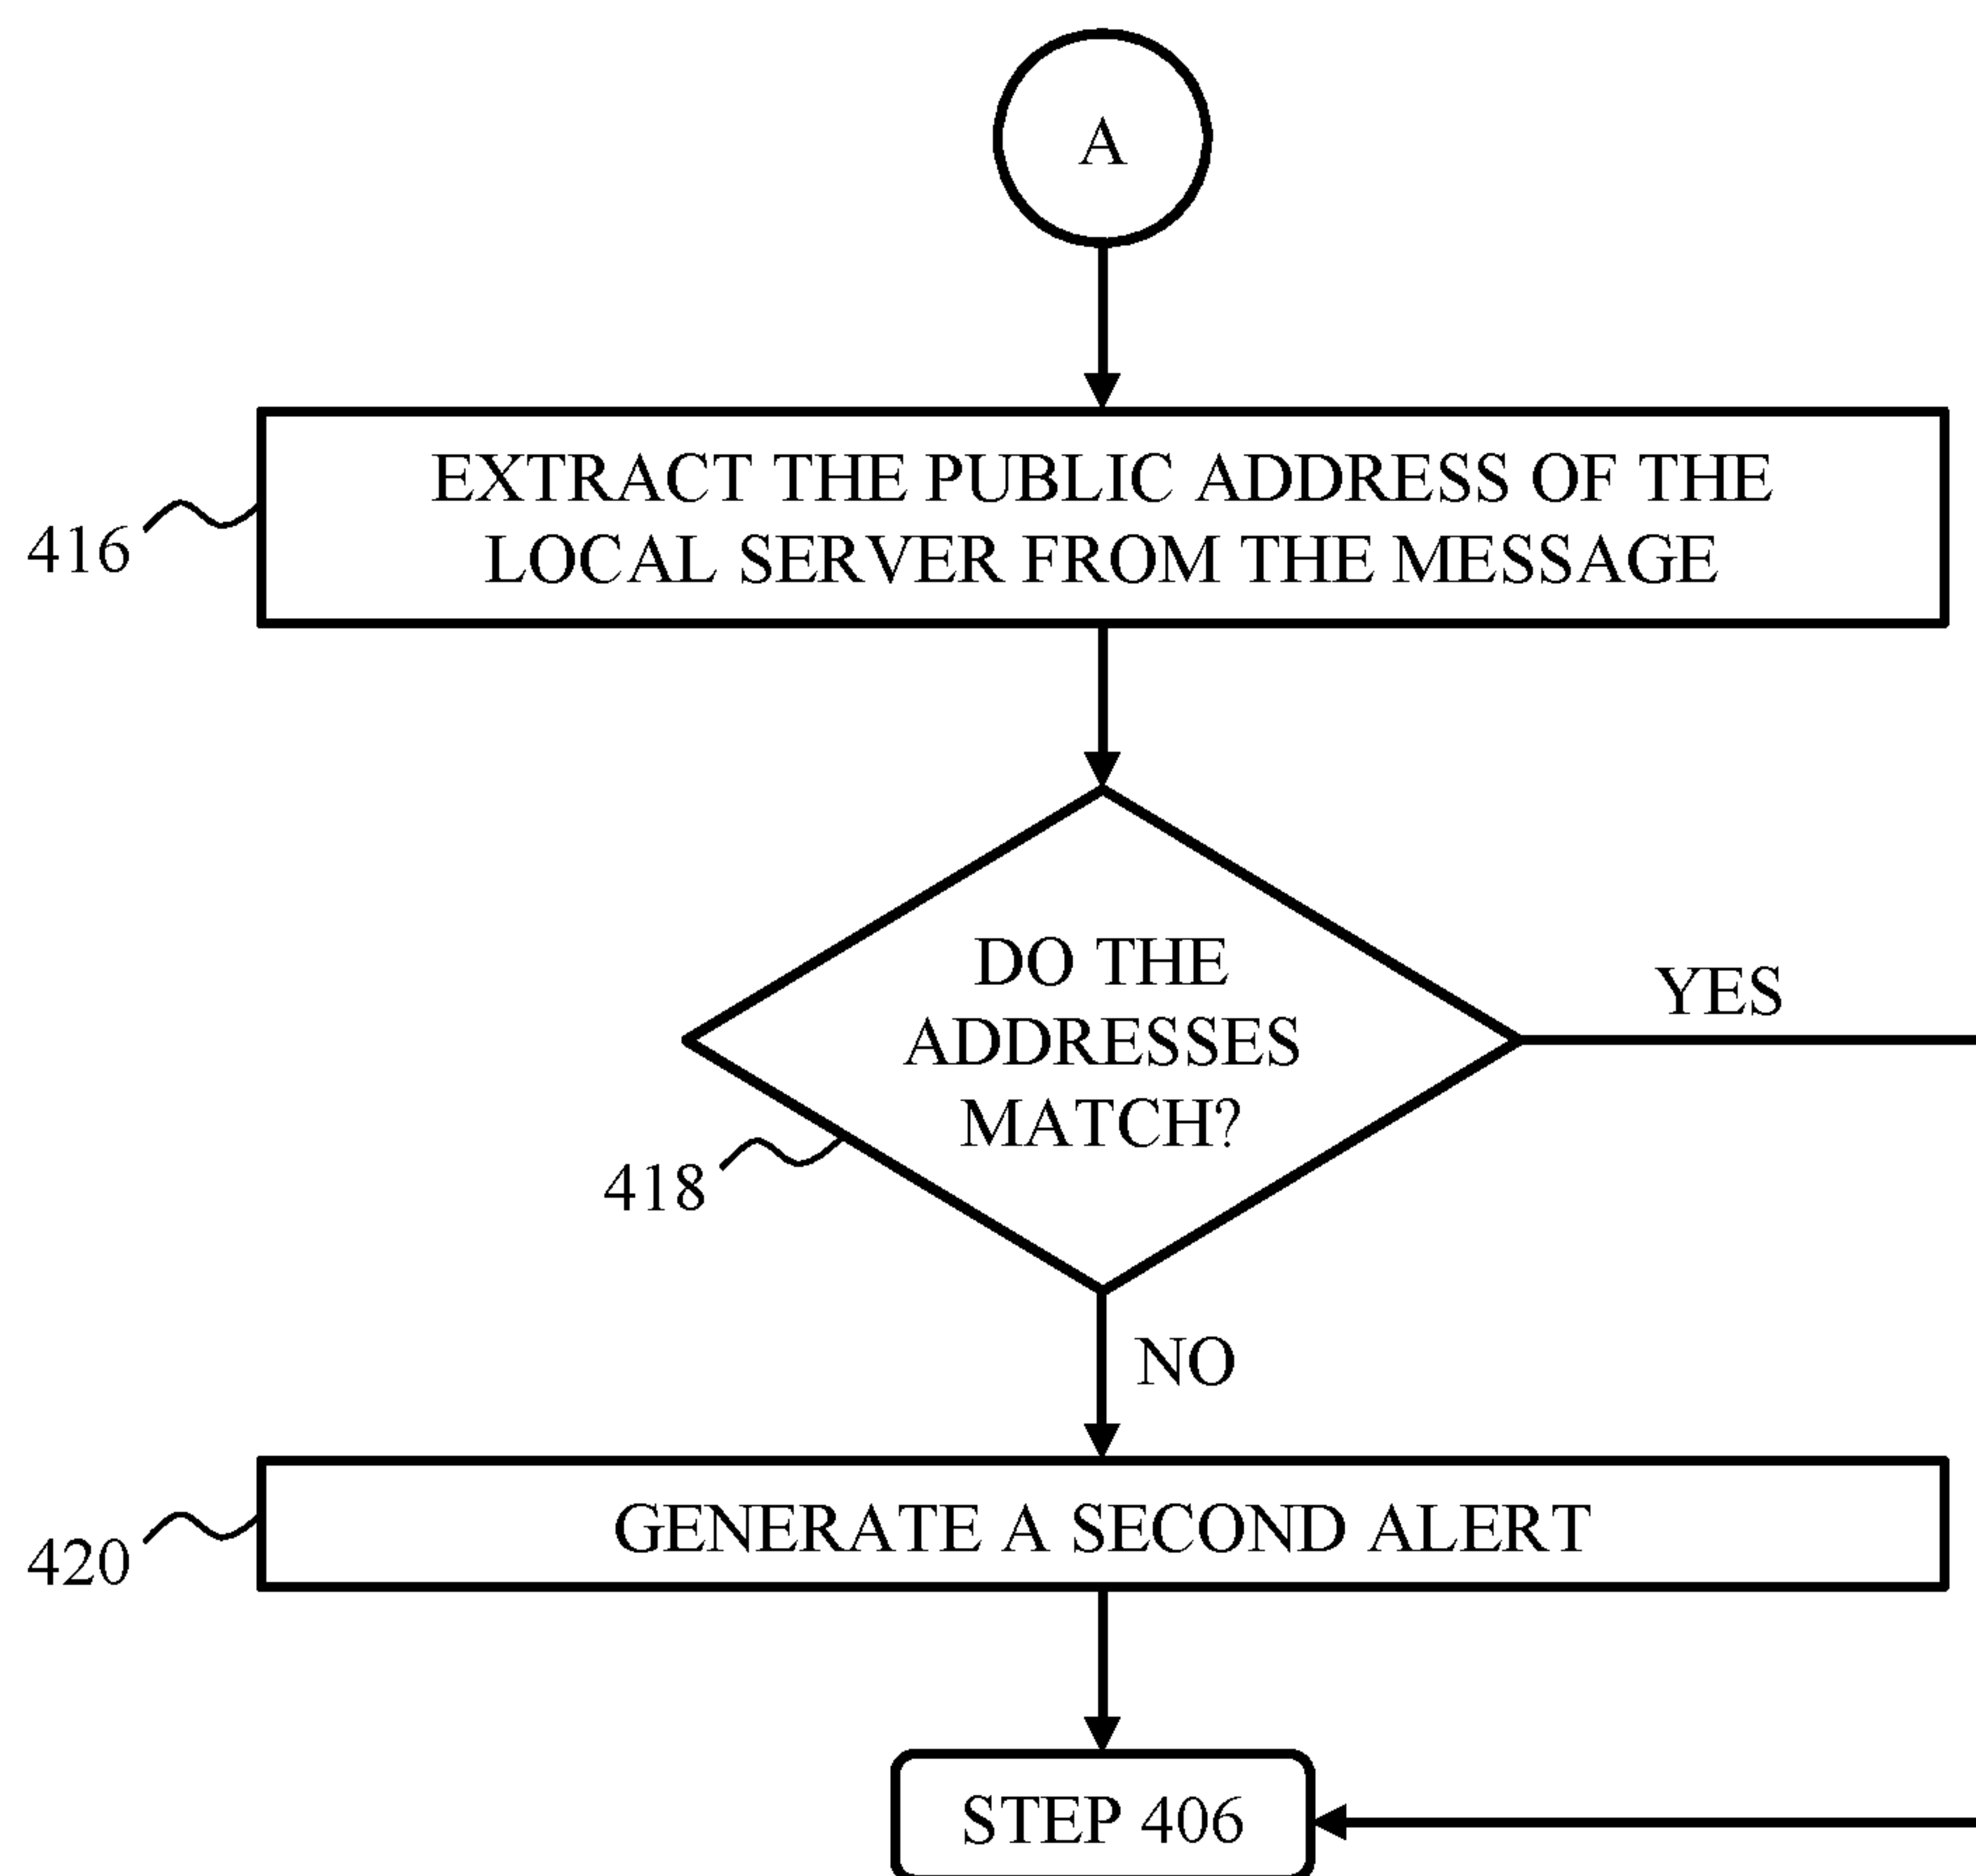 A
EXTRACT THE PUBLIC ADDRESS OF THE
LOCAL SERVER FROM THE MESSAGE
416
DO THE
ADDRESSES
MATCH?
YES
418
NO
GENERATE A SECOND ALERT
420
STEP 406